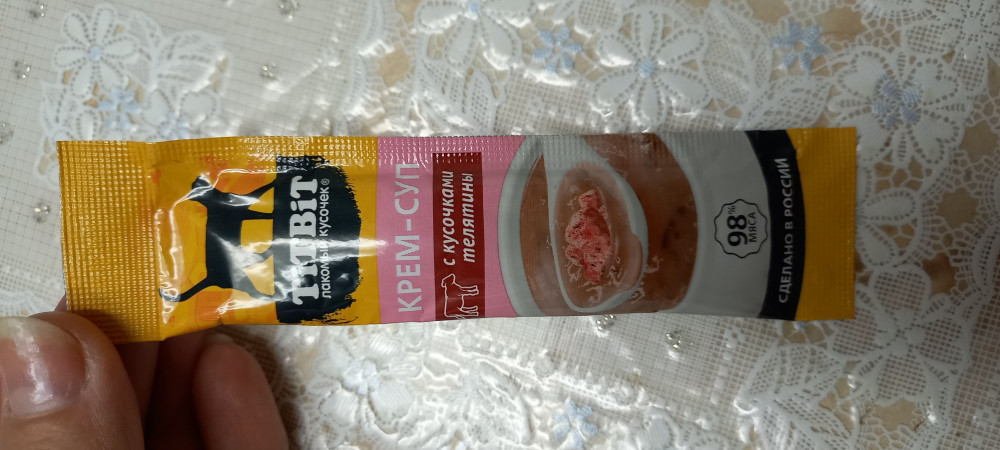 TiTBiT
лакомый кусочек®
КРЕМ-СУП
с кусочками
телятины
98%
МЯСА
СДЕЛАНО В РОССИИ